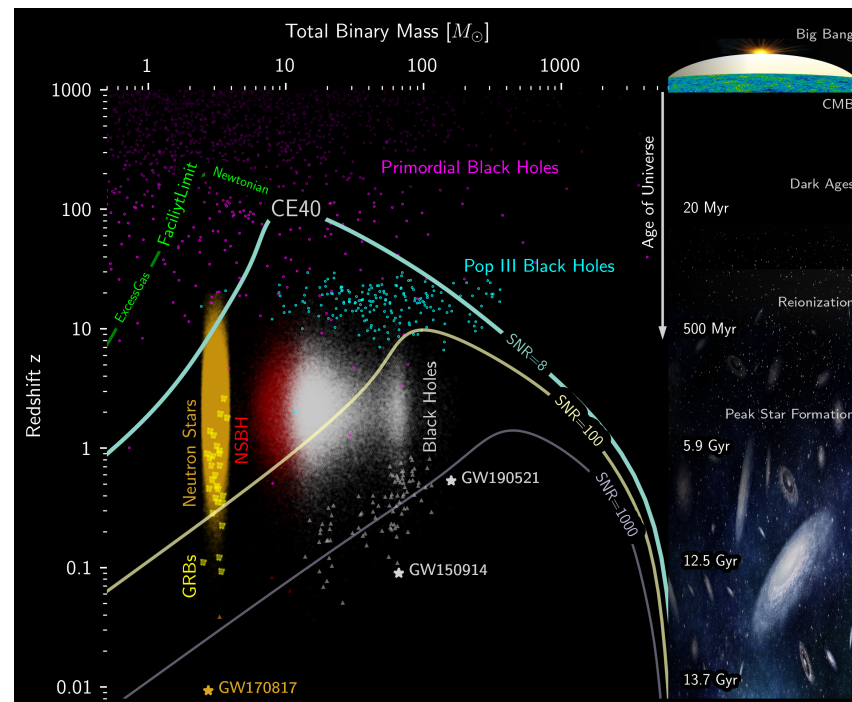 Total Binary Mass [M⊙]
Big Bang
1
10
100
1000
1000
CMB
Primordial Black Holes
Newtonian
FaciliytLimit
ExcessGas
Dark Ages
CE40
100
20 Myr
Age of Universe
Pop III Black Holes
Reionization
10
500 Myr
SNR=8
Redshift z
SNR=100
Peak Star Formation
Neutron Stars
NSBH
Black Holes
1
5.9 Gyr
GW190521
SNR=1000
GRBs
0.1
GW150914
12.5 Gyr
0.01
GW170817
13.7 Gyr